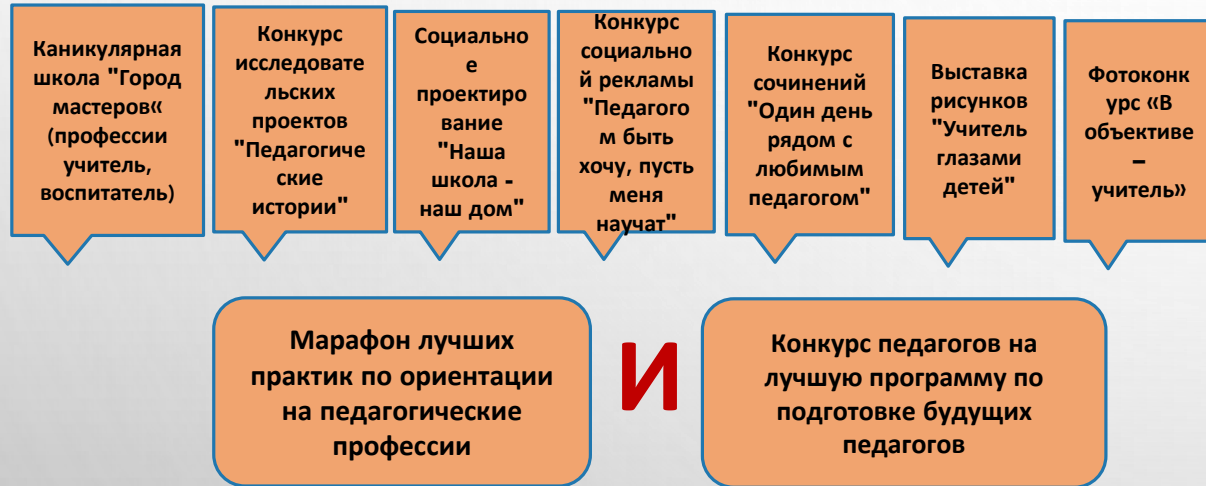 Каникулярная
школа "Город
мастеров«
(профессии
учитель,
воспитатель)
Конкурс
исследовате
льских
проектов
"Педагогиче
ские
истории"
Социально
е
проектиро
вание
"Наша
школа -
наш дом"
Конкурс
социально
й рекламы
"Педагого
м быть
хочу, пусть
меня
научат"
Конкурс
сочинений
"Один день
рядом с
любимым
педагогом"
Выставка
рисунков
"Учитель
глазами
детей"
Фотоконк
урс «В
объективе
–
учитель»
Марафон лучших
практик по ориентации
на педагогические
профессии
И
Конкурс педагогов на
лучшую программу по
подготовке будущих
педагогов